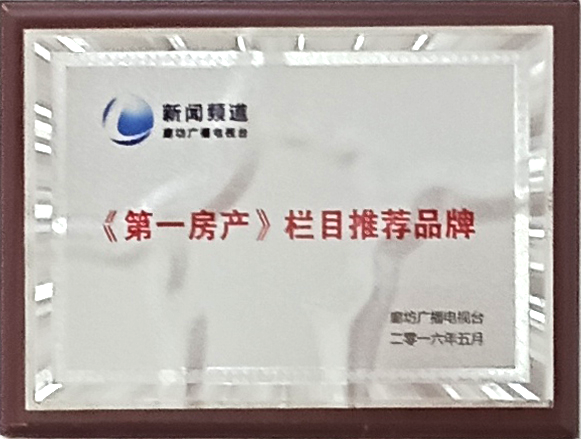 新闻频道
廊坊广播电视台
《第一房产》栏目推荐品牌
廊坊广播电视台
二零一六年五月